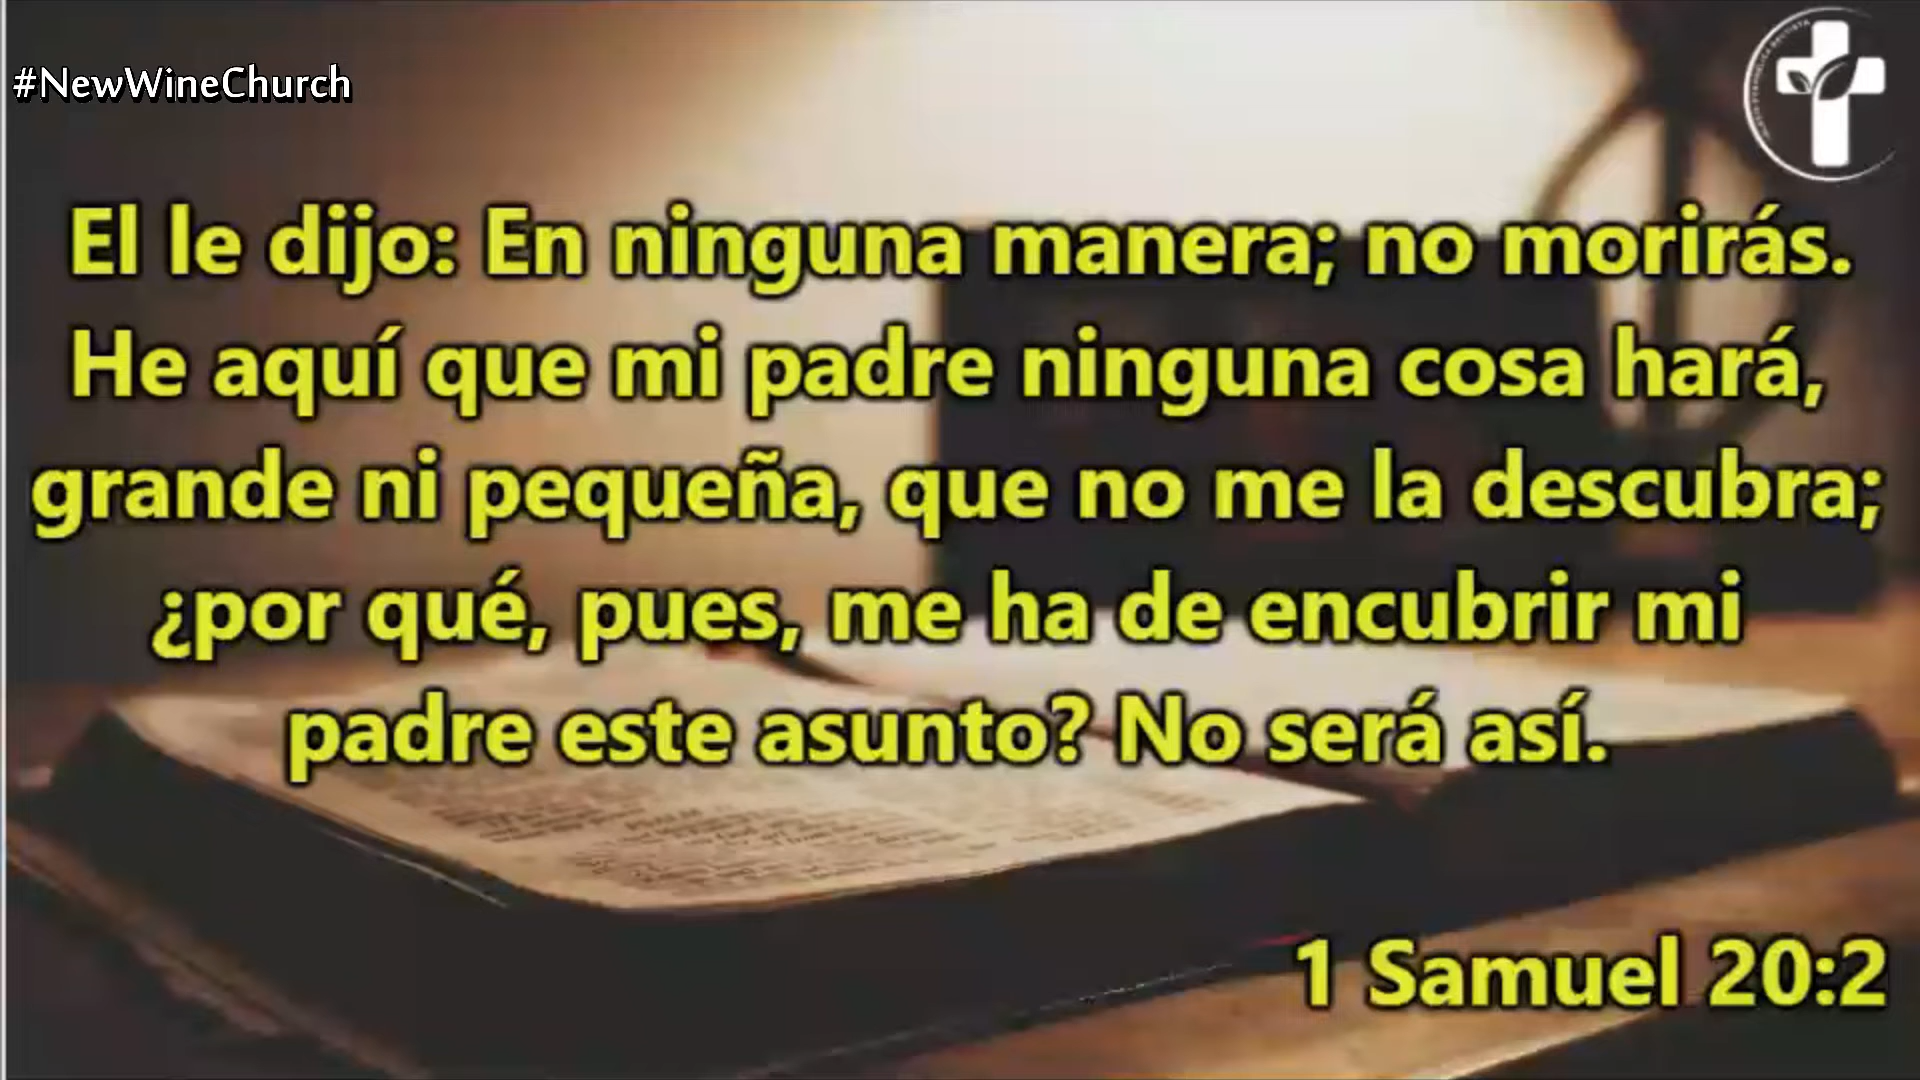 #NewWineChurch
El le dijo: En ninguna manera; no morirás.
He aquí que mi padre ninguna cosa hará,
grande ni pequeña, que no me la descubra;
¿por qué, pues, me ha de encubrir mi
padre este asunto? No será así.
1 Samuel 20:2